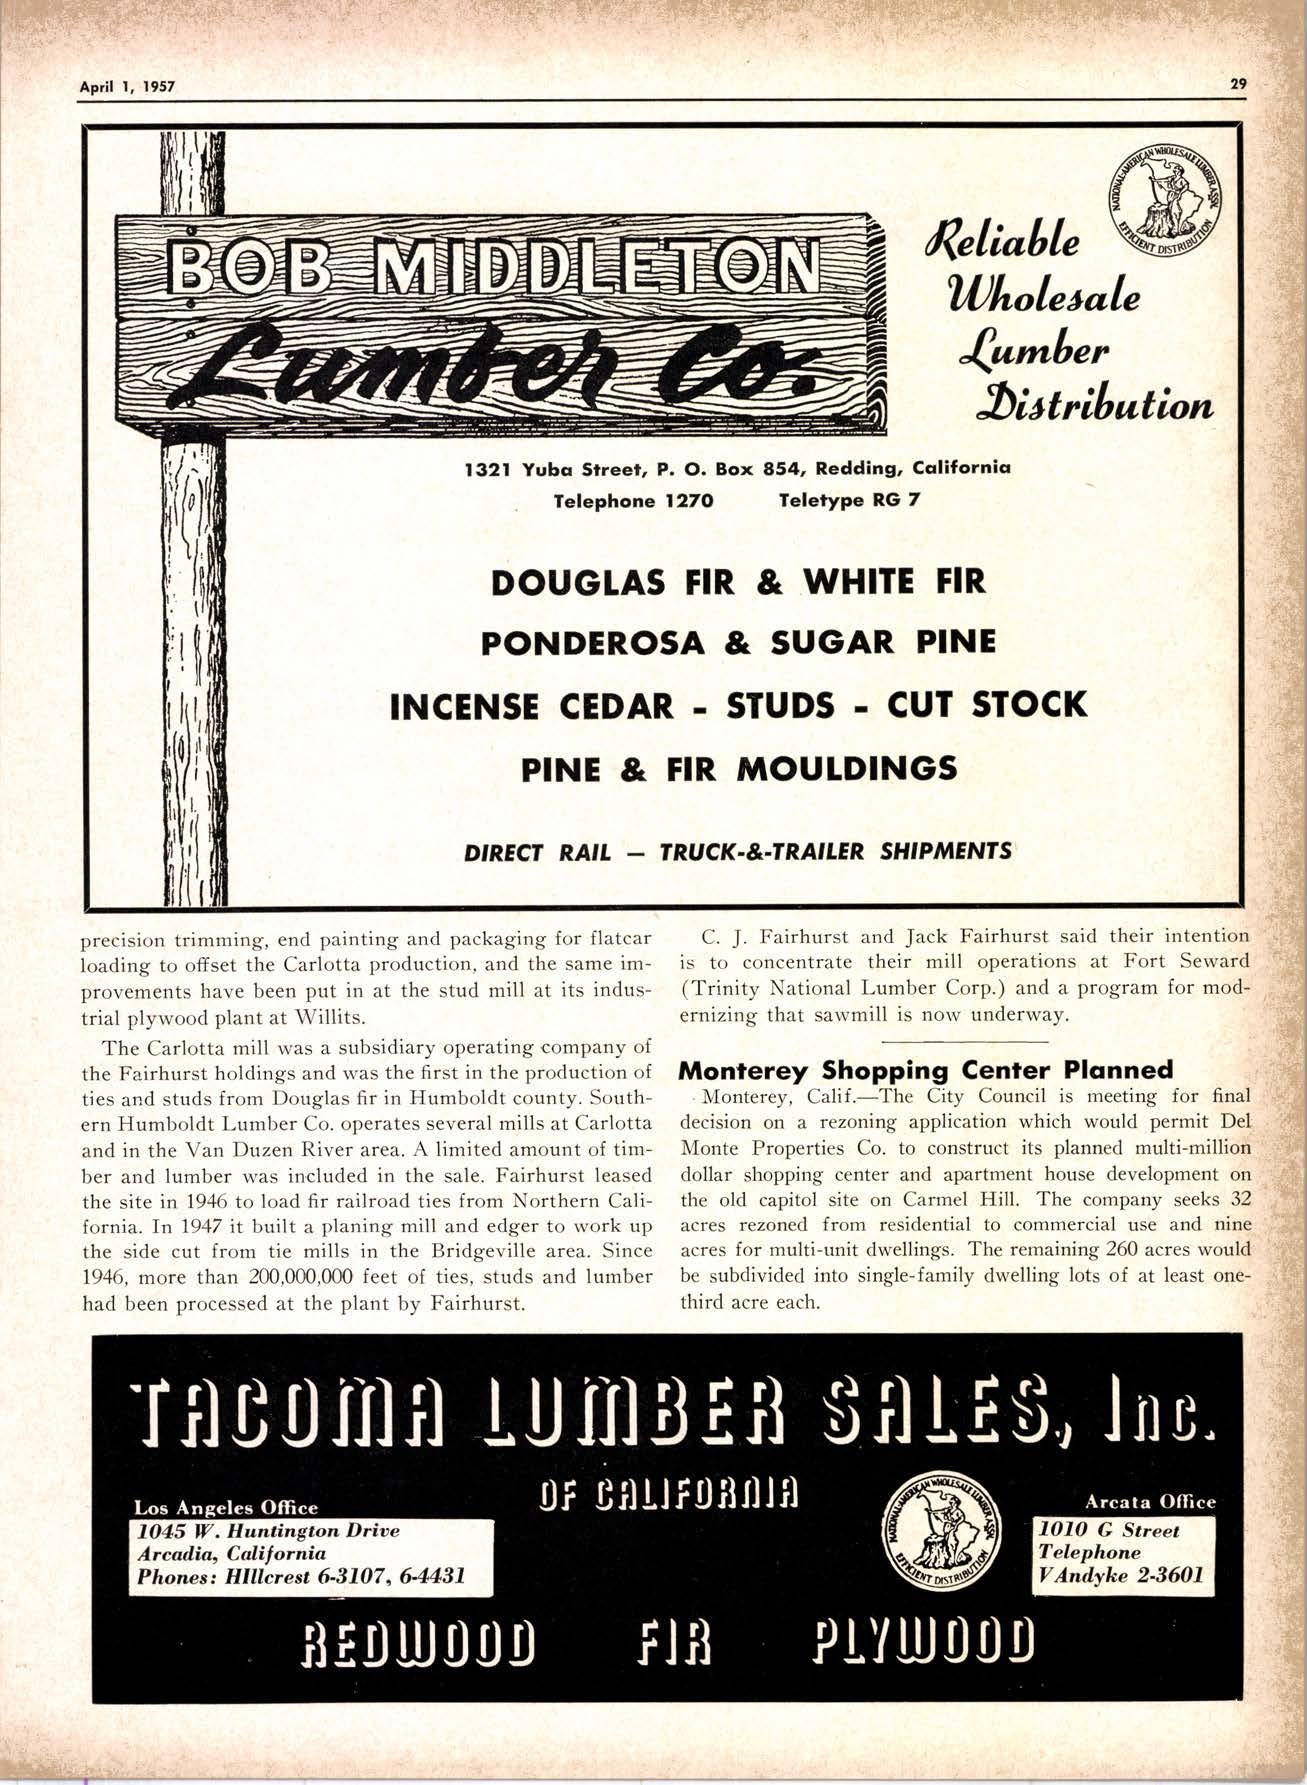 April 1, 1957
29
BOB MIDDLETON
Lumber Co.
NATIONAL-AMERICAN WHOLESALE LUMBER ASSN.
EFFICIENT DISTRIBUTION
Reliable
Wholesale
Lumber
Distribution
1321 Yuba Street, P. O. Box 854, Redding, California
Telephone 1270 Teletype RG 7
DOUGLAS FIR & WHITE FIR
PONDEROSA & SUGAR PINE
INCENSE CEDAR - STUDS - CUT STOCK
PINE & FIR MOULDINGS
DIRECT RAIL — TRUCK-&-TRAILER SHIPMENTS
precision trimming, end painting and packaging for flatcar
loading to offset the Carlotta production, and the same im-
provements have been put in at the stud mill at its indus-
trial plywood plant at Willits.
The Carlotta mill was a subsidiary operating company of
the Fairhurst holdings and was the first in the production of
ties and studs from Douglas fir in Humboldt county. South-
ern Humboldt Lumber Co. operates several mills at Carlotta
and in the Van Duzen River area. A limited amount of tim-
ber and lumber was included in the sale. Fairhurst leased
the site in 1946 to load fir railroad ties from Northern Cali-
fornia. In 1947 it built a planing mill and edger to work up
the side cut from tie mills in the Bridgeville area. Since
1946, more than 200,000,000 feet of ties, studs and lumber
had been processed at the plant by Fairhurst.
C. J. Fairhurst and Jack Fairhurst said their intention
is to concentrate their mill operations at Fort Seward
(Trinity National Lumber Corp.) and a program for mod-
ernizing that sawmill is now underway.
Monterey Shopping Center Planned
Monterey, Calif.—The City Council is meeting for final
decision on a rezoning application which would permit Del
Monte Properties Co. to construct its planned multi-million
dollar shopping center and apartment house development on
the old capitol site on Carmel Hill. The company seeks 32
acres rezoned from residential to commercial use and nine
acres for multi-unit dwellings. The remaining 260 acres would
be subdivided into single-family dwelling lots of at least one-
third acre each.
TACOMA LUMBER SALES, Inc.
OF CALIFORNIA
Los Angeles Office
1045 W. Huntington Drive
Arcadia, California
Phones: HIllcrest 6-3107, 6-4431
NATIONAL-AMERICAN WHOLESALE LUMBER ASSN.
EFFICIENT DISTRIBUTION
Arcata Office
1010 G Street
Telephone
VAndyke 2-3601
REDWOOD FIR PLYWOOD